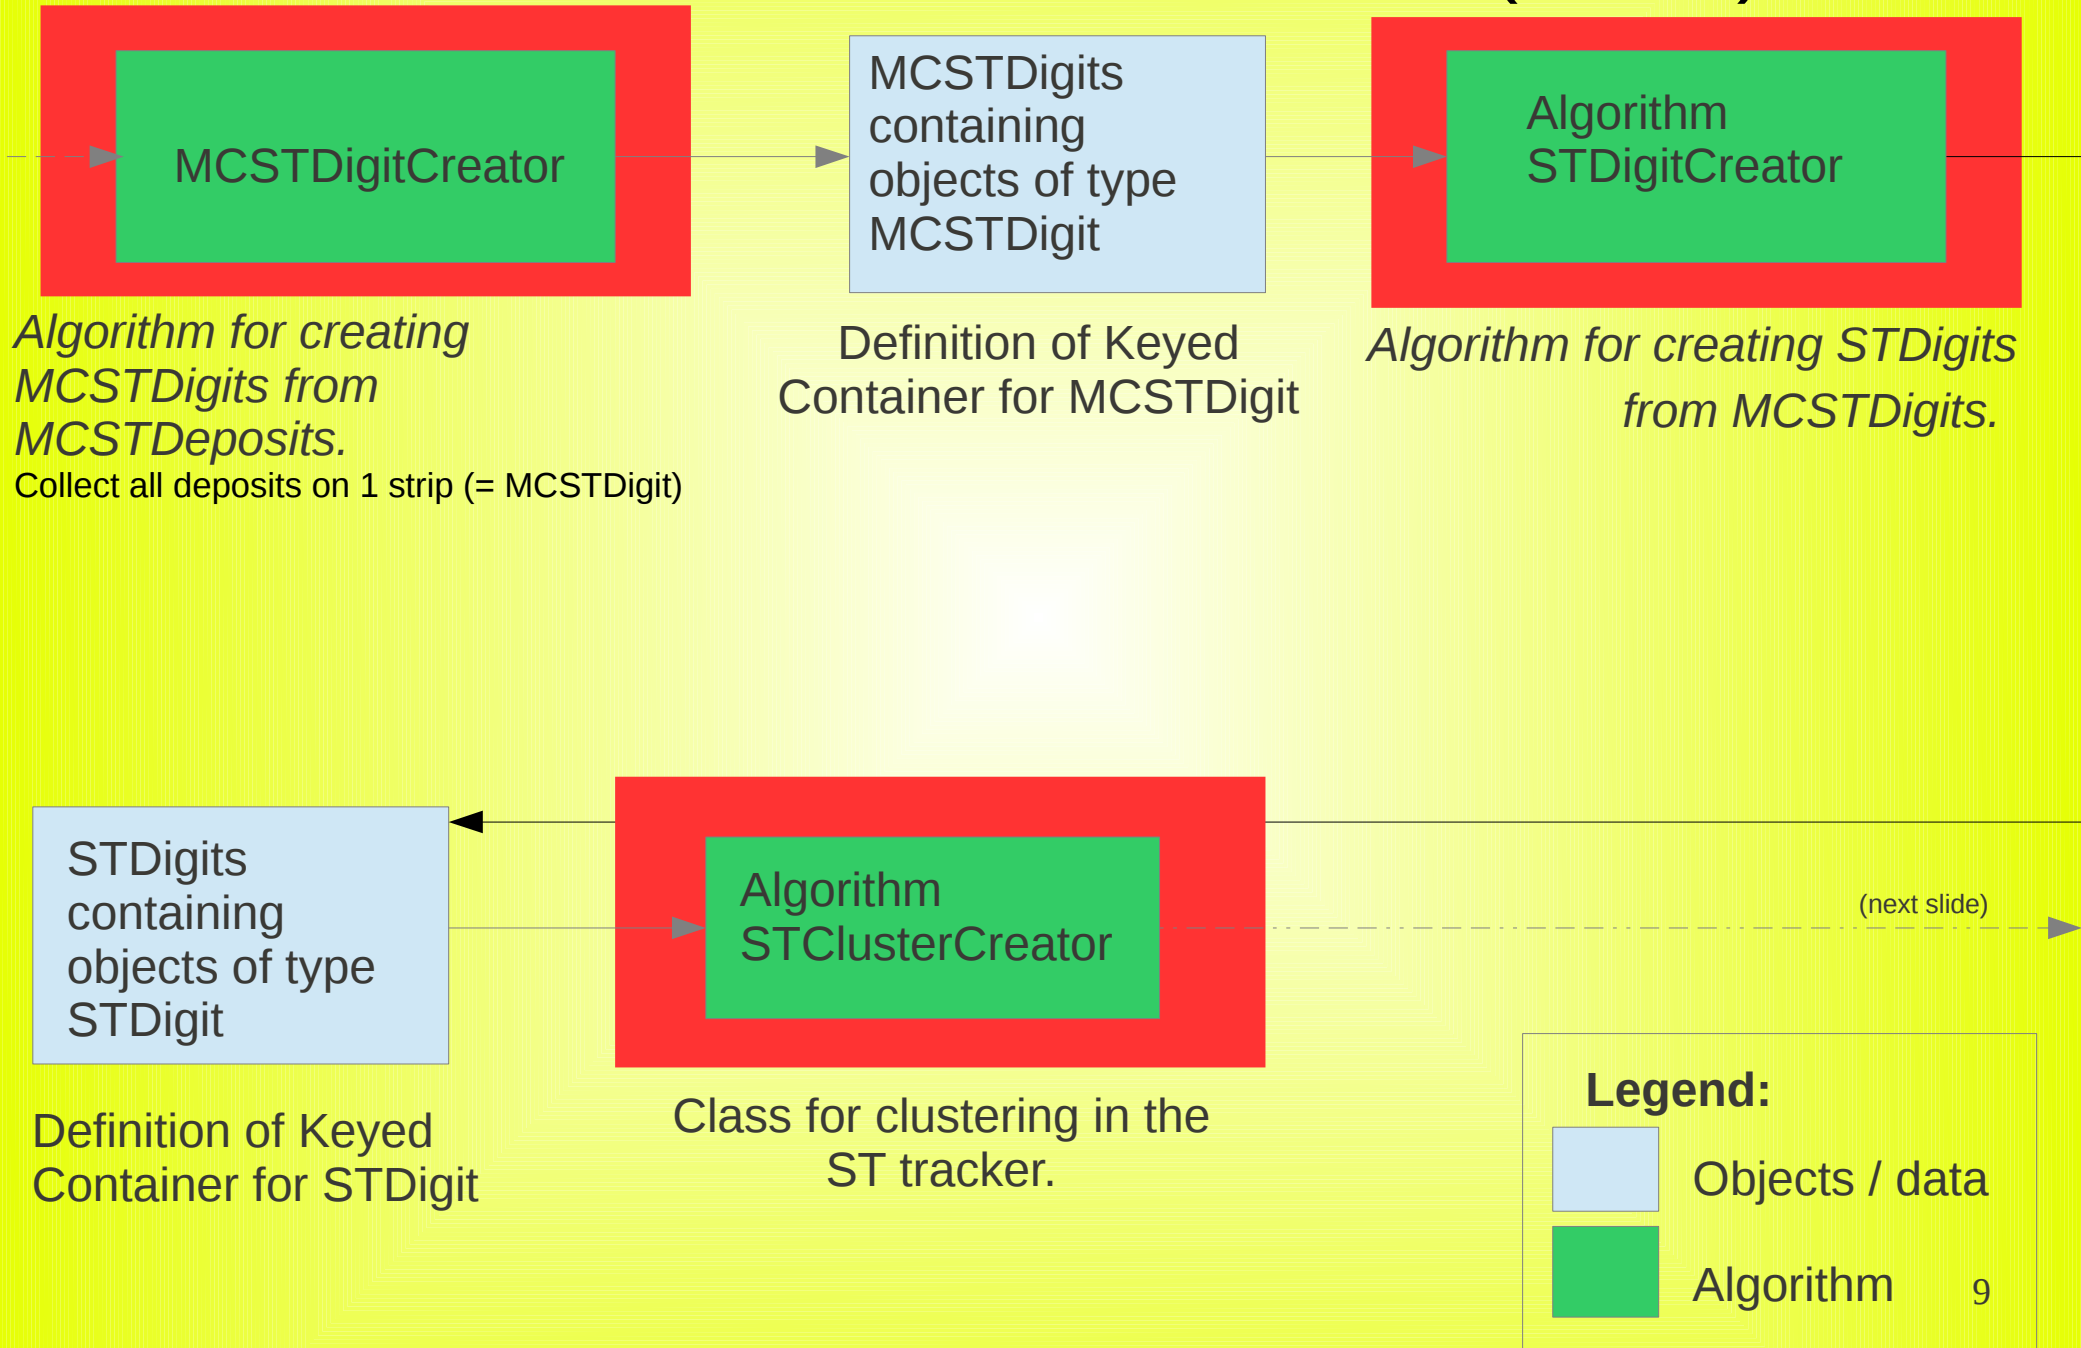 MCSTDigitCreator
MCSTDigits
containing
objects of type
MCSTDigit
Algorithm
STDigitCreator
Algorithm for creating
MCSTDigits from
MCSTDeposits.
Collect all deposits on 1 strip (= MCSTDigit)
Definition of Keyed
Container for MCSTDigit
Algorithm for creating STDigits
from MCSTDigits.
STDigits
containing
objects of type
STDigit
Algorithm
STClusterCreator
(next slide)
Definition of Keyed
Container for STDigit
Class for clustering in the
ST tracker.
Legend:
Objects / data
Algorithm
9